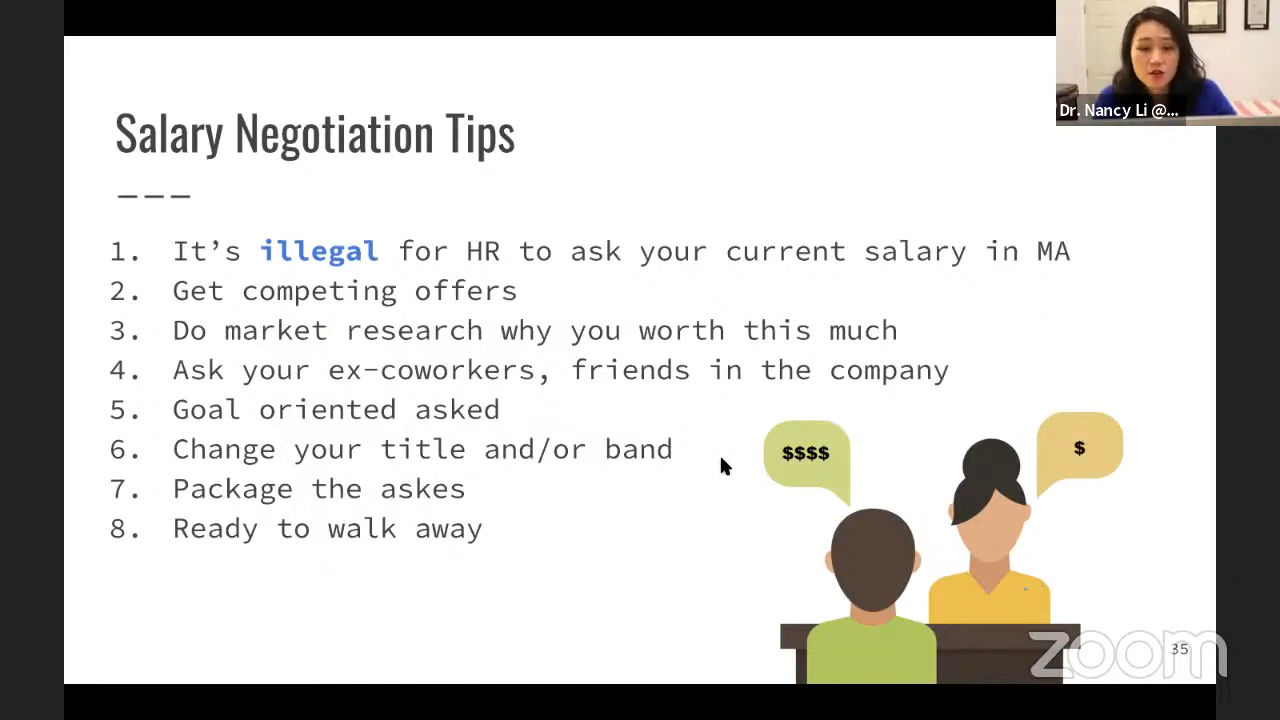 Dr. Nancy Li @...
Salary Negotiation Tips
———
1. It’s illegal for HR to ask your current salary in MA
2. Get competing offers
3. Do market research why you worth this much
4. Ask your ex-coworkers, friends in the company
5. Goal oriented asked
6. Change your title and/or band
7. Package the askes
8. Ready to walk away
$$$$
$
zoom
35